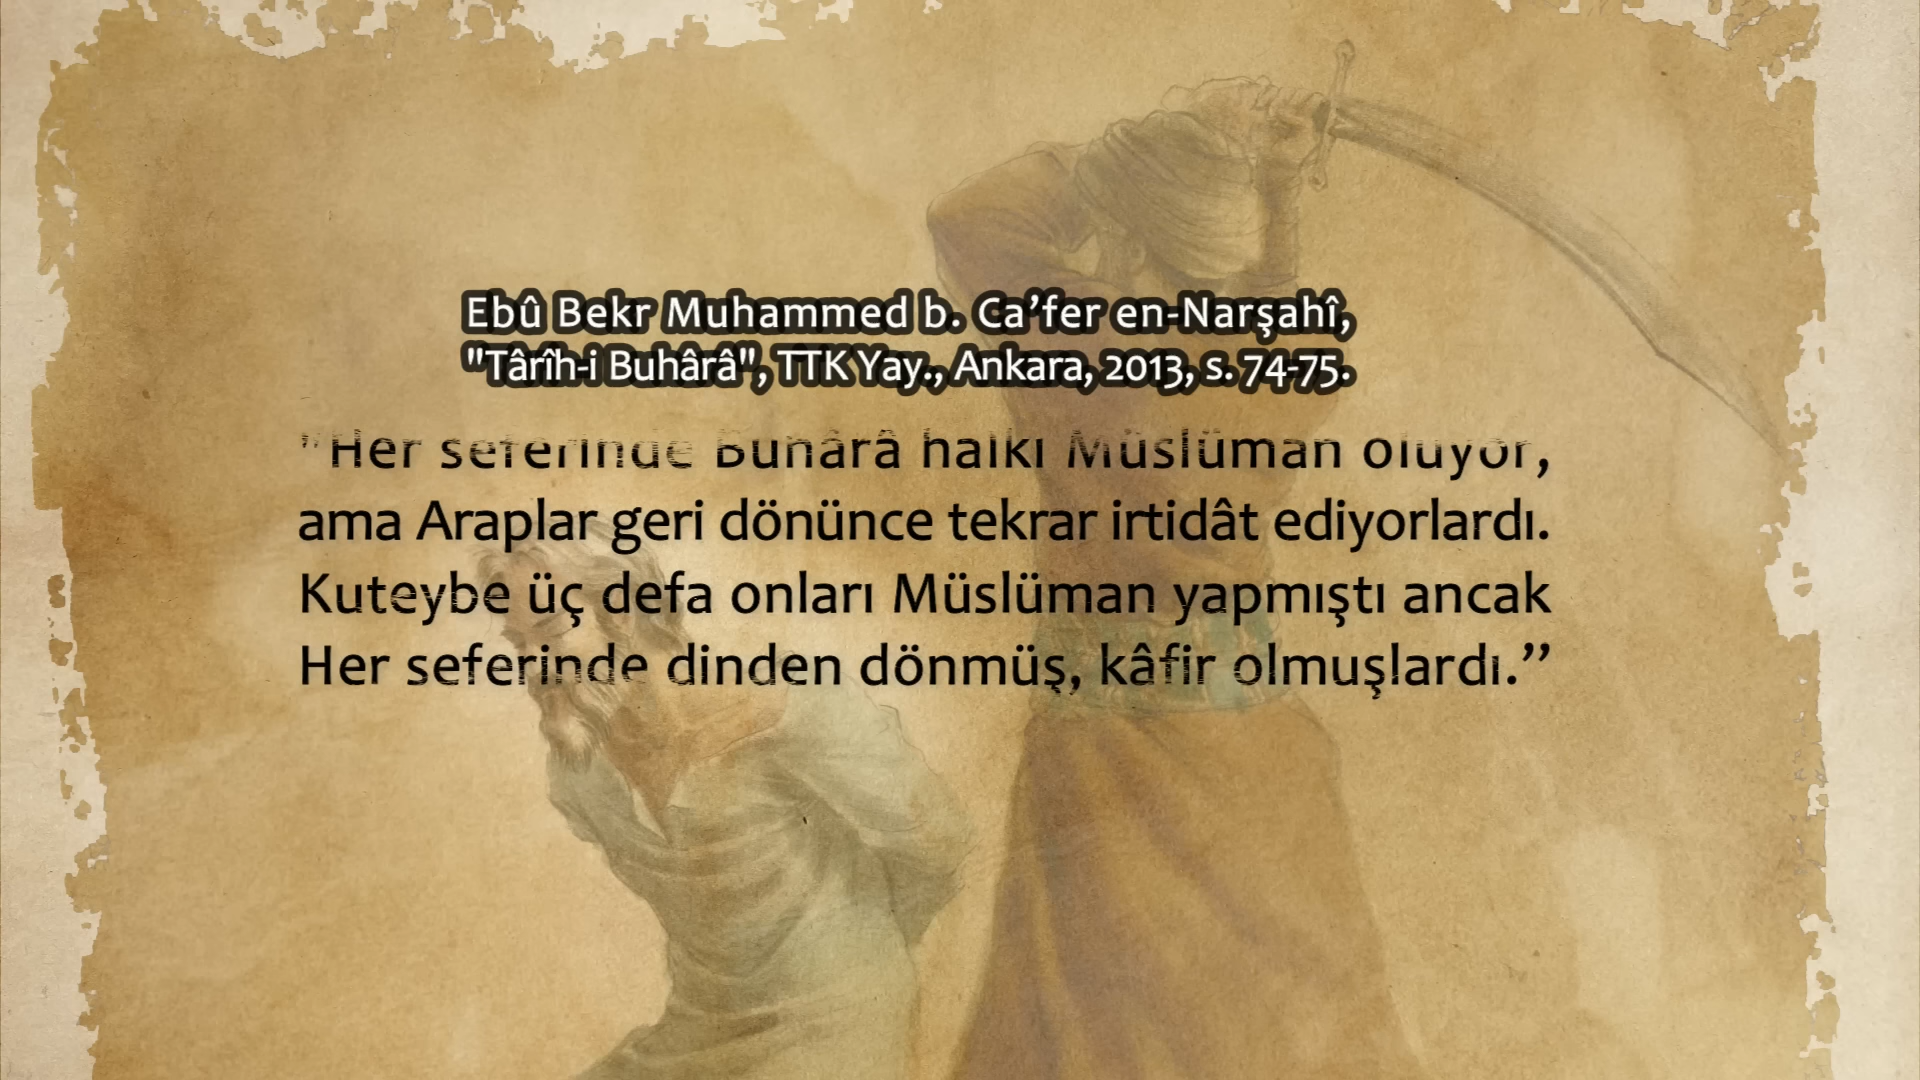 Ebû Bekr Muhammed b. Ca’fer en-Narşahî,
"Târîh-i Buhârâ", TTK Yay., Ankara, 2013, s. 74-75.
"Her seferinde Buhârâ halkı Müslüman oluyor,
ama Araplar geri dönünce tekrar irtidât ediyorlardı.
Kuteybe üç defa onları Müslüman yapmıştı ancak
Her seferinde dinden dönmüş, kâfir olmuşlardı.”